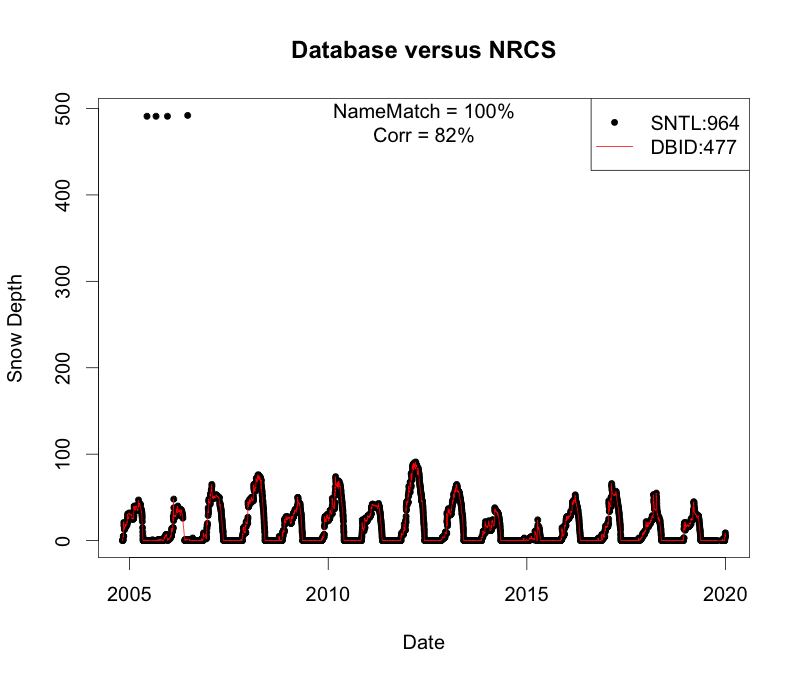 Database versus NRCS
NameMatch = 100%
Corr = 82%
SNTL:964
DBID:477
500
400
300
200
100
0
Snow Depth
2005 2010 2015 2020
Date